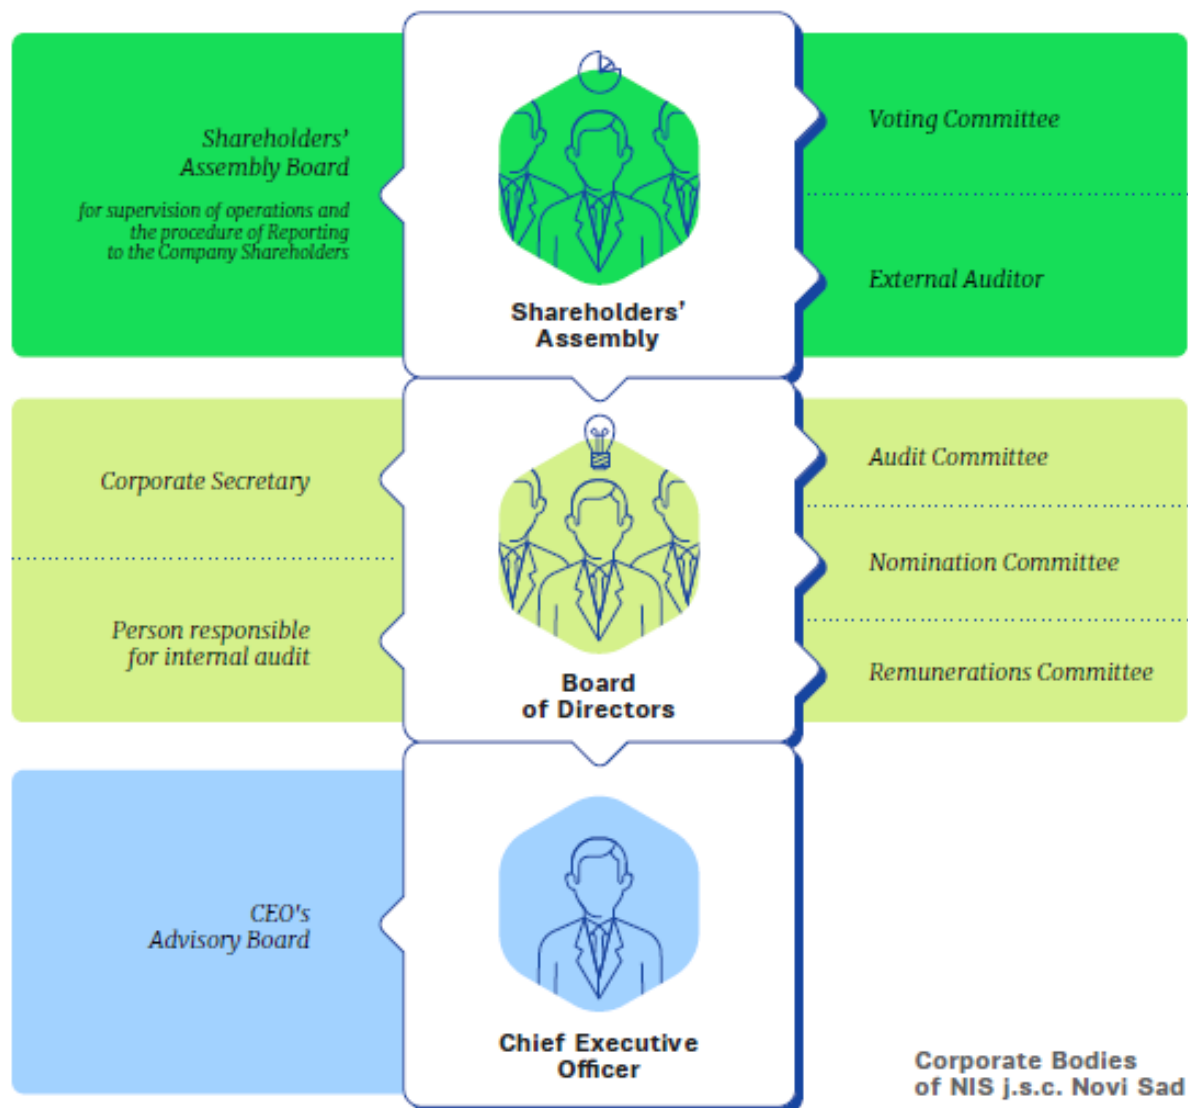 Shareholders'
Assembly Board
for supervision of operations and
the procedure of Reporting
to the Company Shareholders
Shareholders'
Assembly
Voting Committee
External Auditor
Corporate Secretary
Person responsible
for internal audit
Board
of Directors
Audit Committee
Nomination Committee
Remunerations Committee
CEO's
Advisory Board
Chief Executive
Officer
Corporate Bodies
of NIS j.s.c. Novi Sad